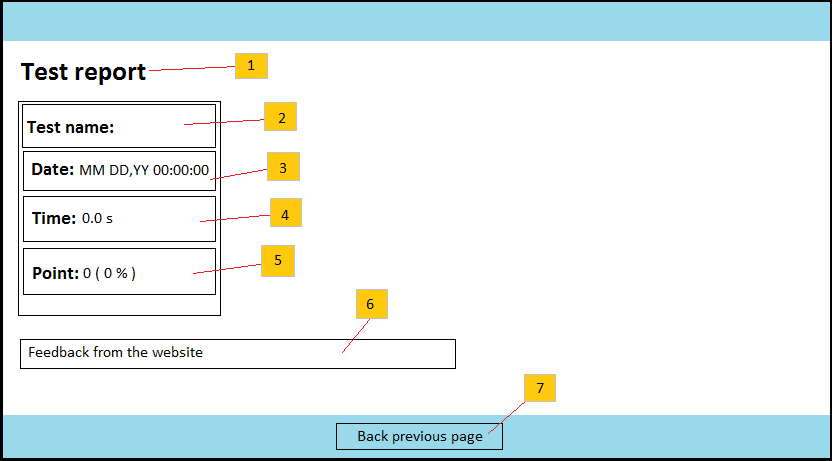 Test report
1
Test name:
2
Date: MM DD,YY 00:00:00
3
Time: 0.0 s
4
Point: 0 ( 0 % )
5
6
Feedback from the website
7
Back previous page